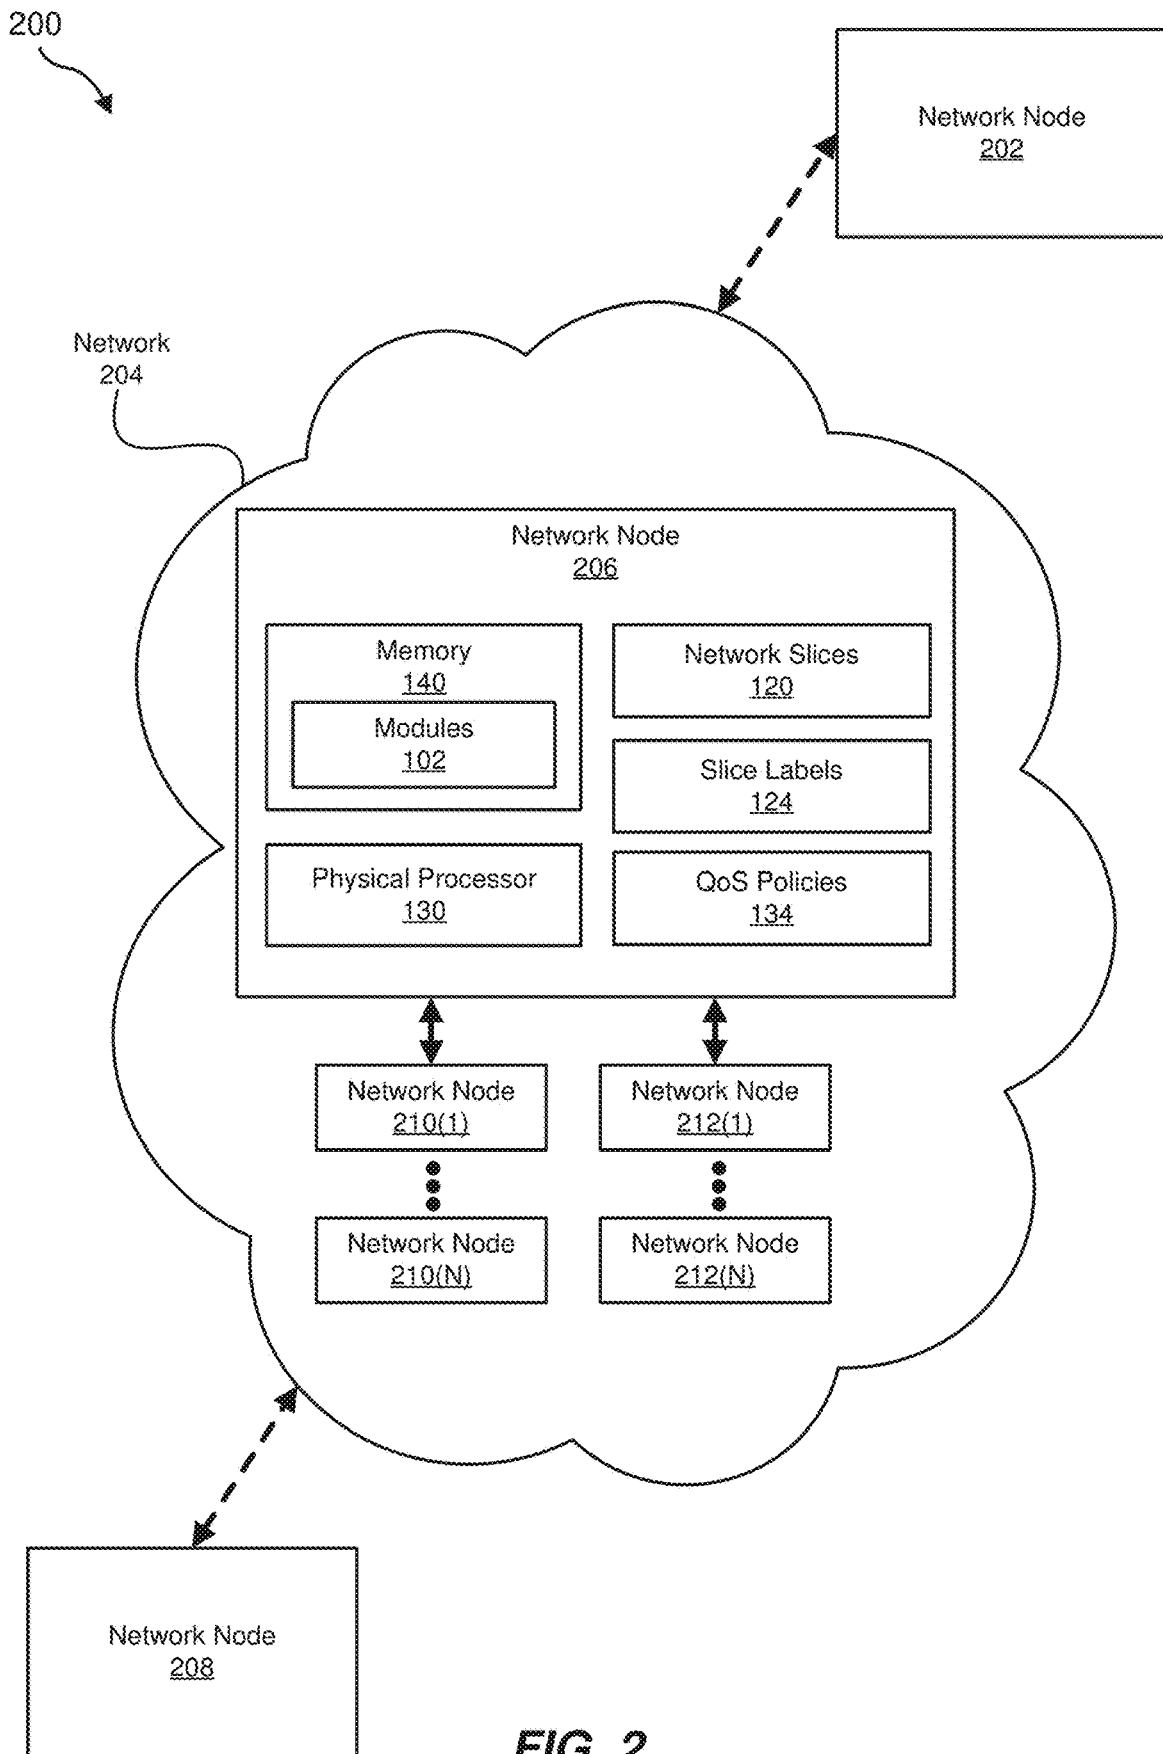 200
Network Node
202
Network
204
Network Node
206
Memory
140
Modules
102
Physical Processor
130
Network Slices
120
Slice Labels
124
QoS Policies
134
Network Node
210(1)
Network Node
212(1)
Network Node
210(N)
Network Node
212(N)
Network Node
208
FIG. 2